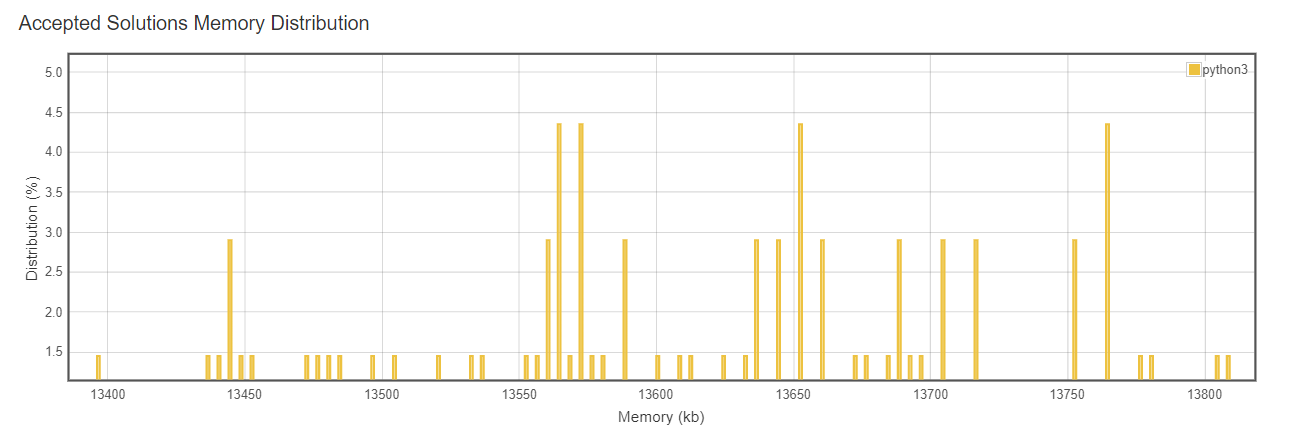 Accepted Solutions Memory Distribution
python3
5.0
4.5
4.0
3.5
3.0
2.5
2.0
1.5
Distribution (%)
13400 13450 13500 13550 13600 13650 13700 13750 13800
Memory (kb)